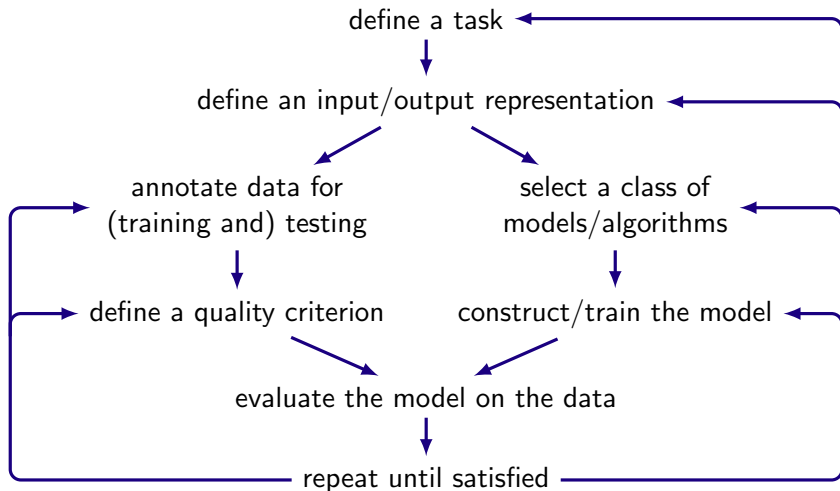 define a task
define an input/output representation
annotate data for
(training and) testing
select a class of
models/algorithms
define a quality criterion
construct/train the model
evaluate the model on the data
repeat until satisfied